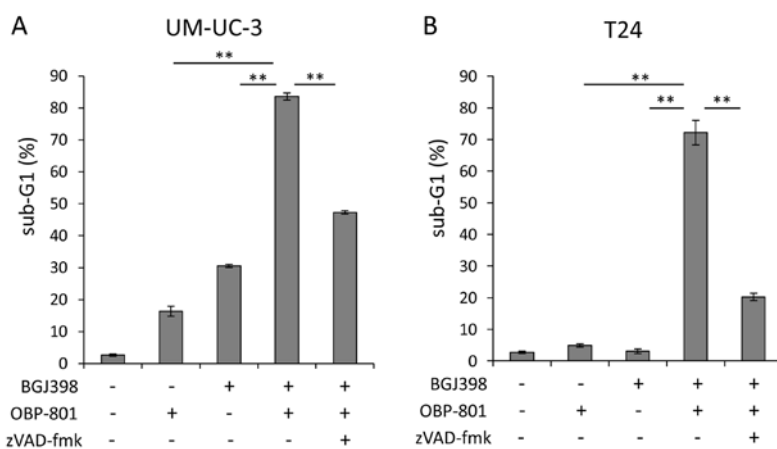 A
UM-UC-3
**
** **
sub-G1 (%)
90
80
70
60
50
40
30
20
10
0
BGJ398 - - + + +
OBP-801 - + - + +
zVAD-fmk - - - - +
B
T24
**
** **
sub-G1 (%)
90
80
70
60
50
40
30
20
10
0
BGJ398 - - + + +
OBP-801 - + - + +
zVAD-fmk - - - - +